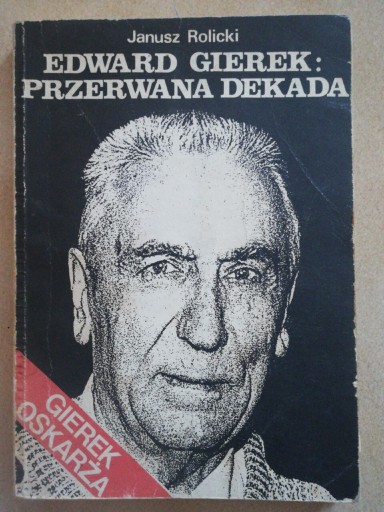 Janusz Rolicki
EDWARD GIEREK:
PRZERWANA DEKADA
GIEREK
OSKARŻA